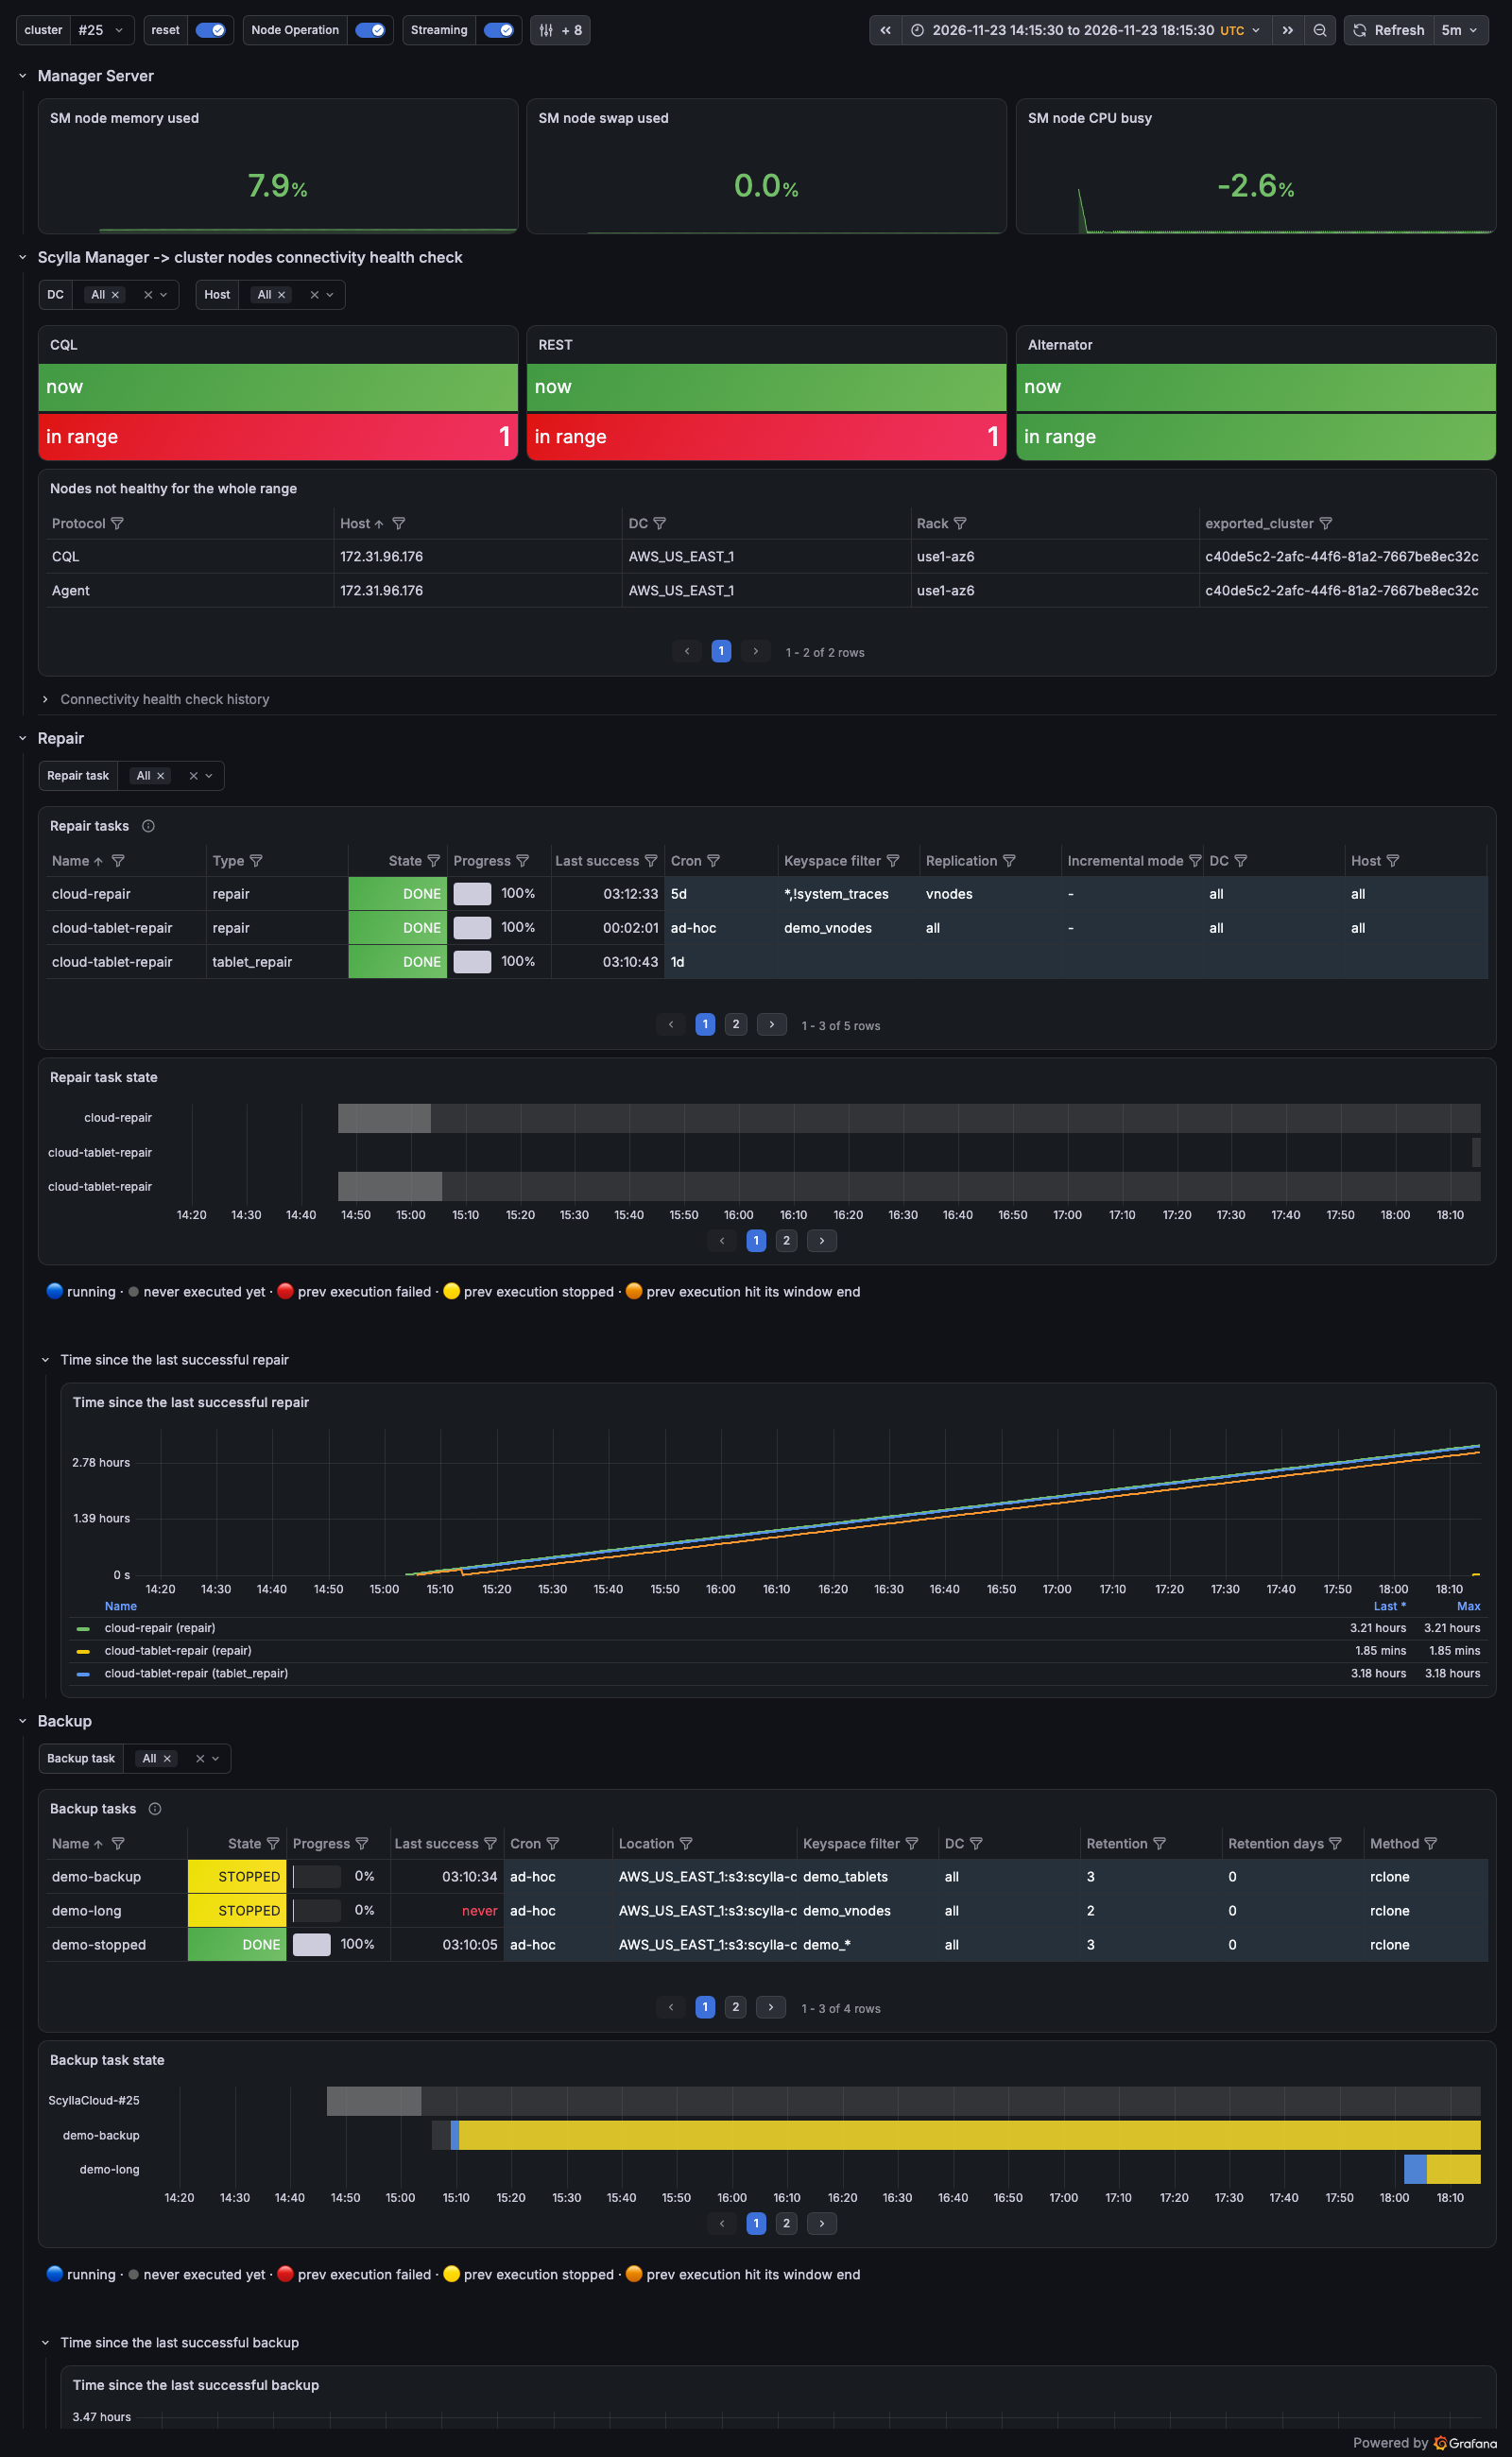 cluster #25 reset Node Operation Streaming + 8 2026-11-23 14:15:30 to 2026-11-23 18:15:30 UTC Refresh 5m
Manager Server
SM node memory used SM node swap used SM node CPU busy
7.9% 0.0% -2.6%
Scylla Manager -> cluster nodes connectivity health check
DC All Host All
CQL REST Alternator
now now now
in range 1 in range 1 in range
Nodes not healthy for the whole range
Protocol Host DC Rack exported_cluster
CQL 172.31.96.176 AWS_US_EAST_1 use1-az6 c40de5c2-2afc-44f6-81a2-7667be8ec32c
Agent 172.31.96.176 AWS_US_EAST_1 use1-az6 c40de5c2-2afc-44f6-81a2-7667be8ec32c
1 1 - 2 of 2 rows
Connectivity health check history
Repair
Repair task All
Repair tasks
Name Type State Progress Last success Cron Keyspace filter Replication Incremental mode DC Host
cloud-repair repair DONE 100% 03:12:33 5d *,!system_traces vnodes - all all
cloud-tablet-repair repair DONE 100% 00:02:01 ad-hoc demo_vnodes all - all all
cloud-tablet-repair tablet_repair DONE 100% 03:10:43 1d
1 2 1 - 3 of 5 rows
Repair task state
cloud-repair
cloud-tablet-repair
cloud-tablet-repair
14:20 14:30 14:40 14:50 15:00 15:10 15:20 15:30 15:40 15:50 16:00 16:10 16:20 16:30 16:40 16:50 17:00 17:10 17:20 17:30 17:40 17:50 18:00 18:10
1 2
running · never executed yet · prev execution failed · prev execution stopped · prev execution hit its window end
Time since the last successful repair
Time since the last successful repair
2.78 hours
1.39 hours
0 s
14:20 14:30 14:40 14:50 15:00 15:10 15:20 15:30 15:40 15:50 16:00 16:10 16:20 16:30 16:40 16:50 17:00 17:10 17:20 17:30 17:40 17:50 18:00 18:10
Name Last * Max
cloud-repair (repair) 3.21 hours 3.21 hours
cloud-tablet-repair (repair) 1.85 mins 1.85 mins
cloud-tablet-repair (tablet_repair) 3.18 hours 3.18 hours
Backup
Backup task All
Backup tasks
Name State Progress Last success Cron Location Keyspace filter DC Retention Retention days Method
demo-backup STOPPED 0% 03:10:34 ad-hoc AWS_US_EAST_1:s3:scylla-c demo_tablets all 3 0 rclone
demo-long STOPPED 0% never ad-hoc AWS_US_EAST_1:s3:scylla-c demo_vnodes all 2 0 rclone
demo-stopped DONE 100% 03:10:05 ad-hoc AWS_US_EAST_1:s3:scylla-c demo_* all 3 0 rclone
1 2 1 - 3 of 4 rows
Backup task state
ScyllaCloud-#25
demo-backup
demo-long
14:20 14:30 14:40 14:50 15:00 15:10 15:20 15:30 15:40 15:50 16:00 16:10 16:20 16:30 16:40 16:50 17:00 17:10 17:20 17:30 17:40 17:50 18:00 18:10
1 2
running · never executed yet · prev execution failed · prev execution stopped · prev execution hit its window end
Time since the last successful backup
Time since the last successful backup
3.47 hours
Powered by Grafana